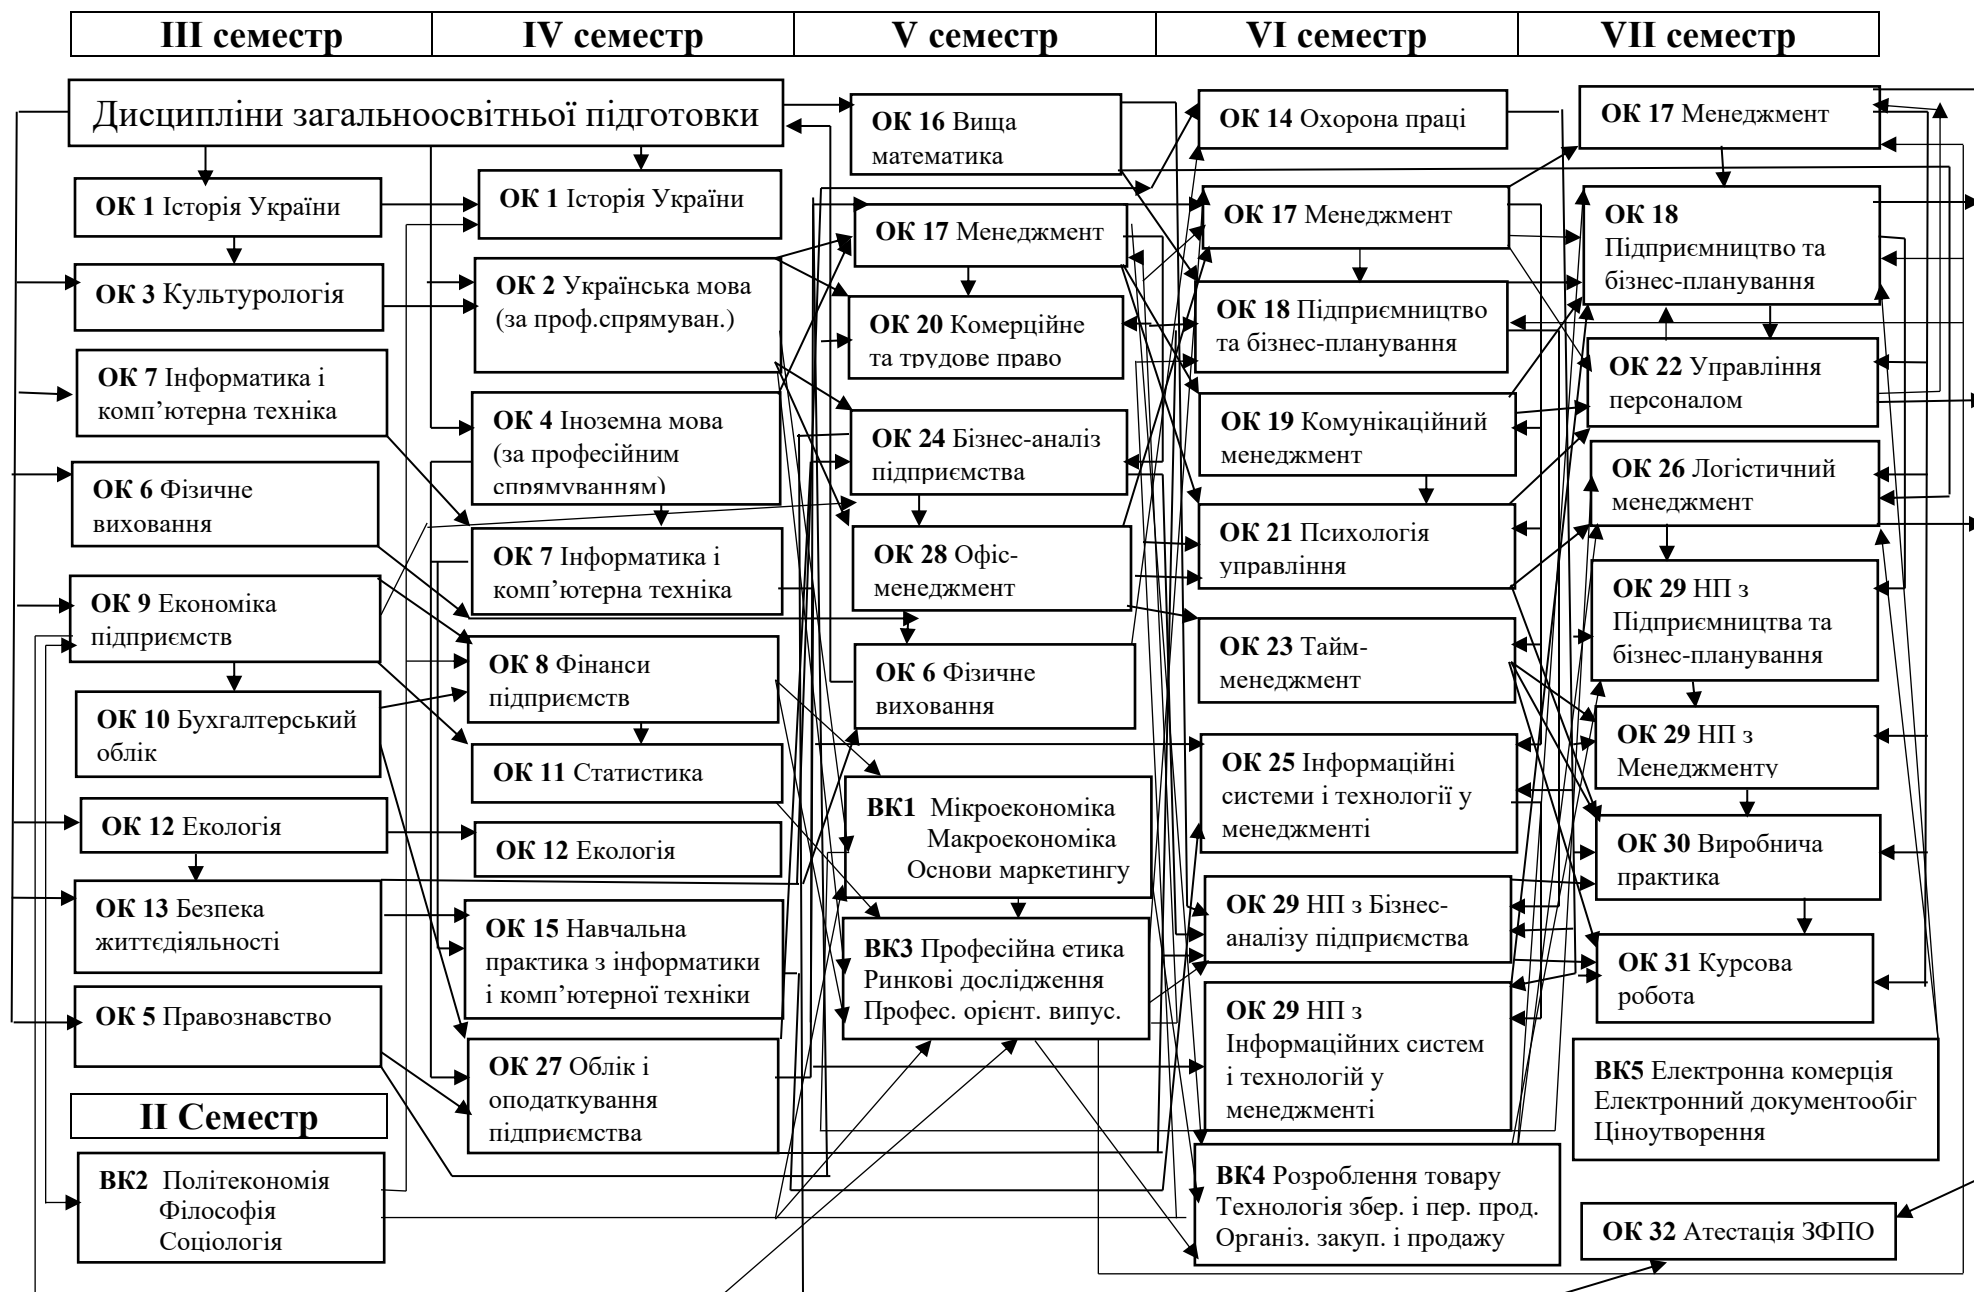 III семестр
IV семестр
V семестр
VI семестр
VII семестр
Дисципліни загальноосвітньої підготовки
ОК 1 Історія України
ОК 3 Культурологія
ОК 7 Інформатика і
комп’ютерна техніка
ОК 6 Фізичне
виховання
ОК 9 Економіка
підприємств
ОК 10 Бухгалтерський
облік
ОК 12 Екологія
ОК 13 Безпека
життєдіяльності
ОК 5 Правознавство
II Семестр
ВК2 Політекономія
Філософія
Соціологія
ОК 1 Історія України
ОК 2 Українська мова
(за проф.спрямуван.)
ОК 4 Іноземна мова
(за професійним
спрямуванням)
ОК 7 Інформатика і
комп’ютерна техніка
ОК 8 Фінанси
підприємств
ОК 11 Статистика
ОК 12 Екологія
ОК 15 Навчальна
практика з інформатики
і комп’ютерної техніки
ОК 27 Облік і
оподаткування
підприємства
ОК 16 Вища
математика
ОК 17 Менеджмент
ОК 20 Комерційне
та трудове право
ОК 24 Бізнес-аналіз
підприємства
ОК 28 Офіс-
менеджмент
ОК 6 Фізичне
виховання
ВК1 Мікроекономіка
Макроекономіка
Основи маркетингу
ВК3 Професійна етика
Ринкові дослідження
Профес. орієнт. випус.
ОК 14 Охорона праці
ОК 17 Менеджмент
ОК 18 Підприємництво
та бізнес-планування
ОК 19 Комунікаційний
менеджмент
ОК 21 Психологія
управління
ОК 23 Тайм-
менеджмент
ОК 25 Інформаційні
системи і технології у
менеджменті
ОК 29 НП з Бізнес-
аналізу підприємства
ОК 29 НП з
Інформаційних систем
і технологій у
менеджменті
ВК4 Розроблення товару
Технологія збер. і пер. прод.
Організ. закуп. і продажу
ОК 17 Менеджмент
ОК 18
Підприємництво та
бізнес-планування
ОК 22 Управління
персоналом
ОК 26 Логістичний
менеджмент
ОК 29 НП з
Підприємництва та
бізнес-планування
ОК 29 НП з
Менеджменту
ОК 30 Виробнича
практика
ОК 31 Курсова
робота
ВК5 Електронна комерція
Електронний документообіг
Ціноутворення
ОК 32 Атестація ЗФПО